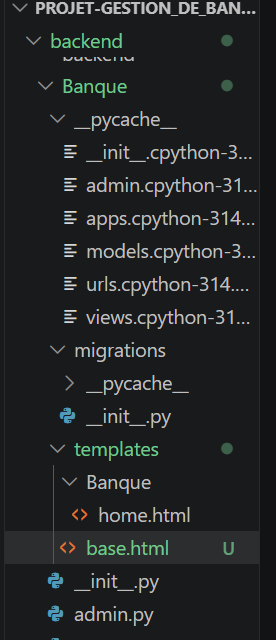 PROJET-GESTION_DE_BAN...
backend
backend
Banque
__pycache__
__init__.cpython-3...
admin.cpython-31...
apps.cpython-314...
models.cpython-3...
urls.cpython-314....
views.cpython-31...
migrations
__pycache__
__init__.py
templates
Banque
home.html
base.html U
__init__.py
admin.py